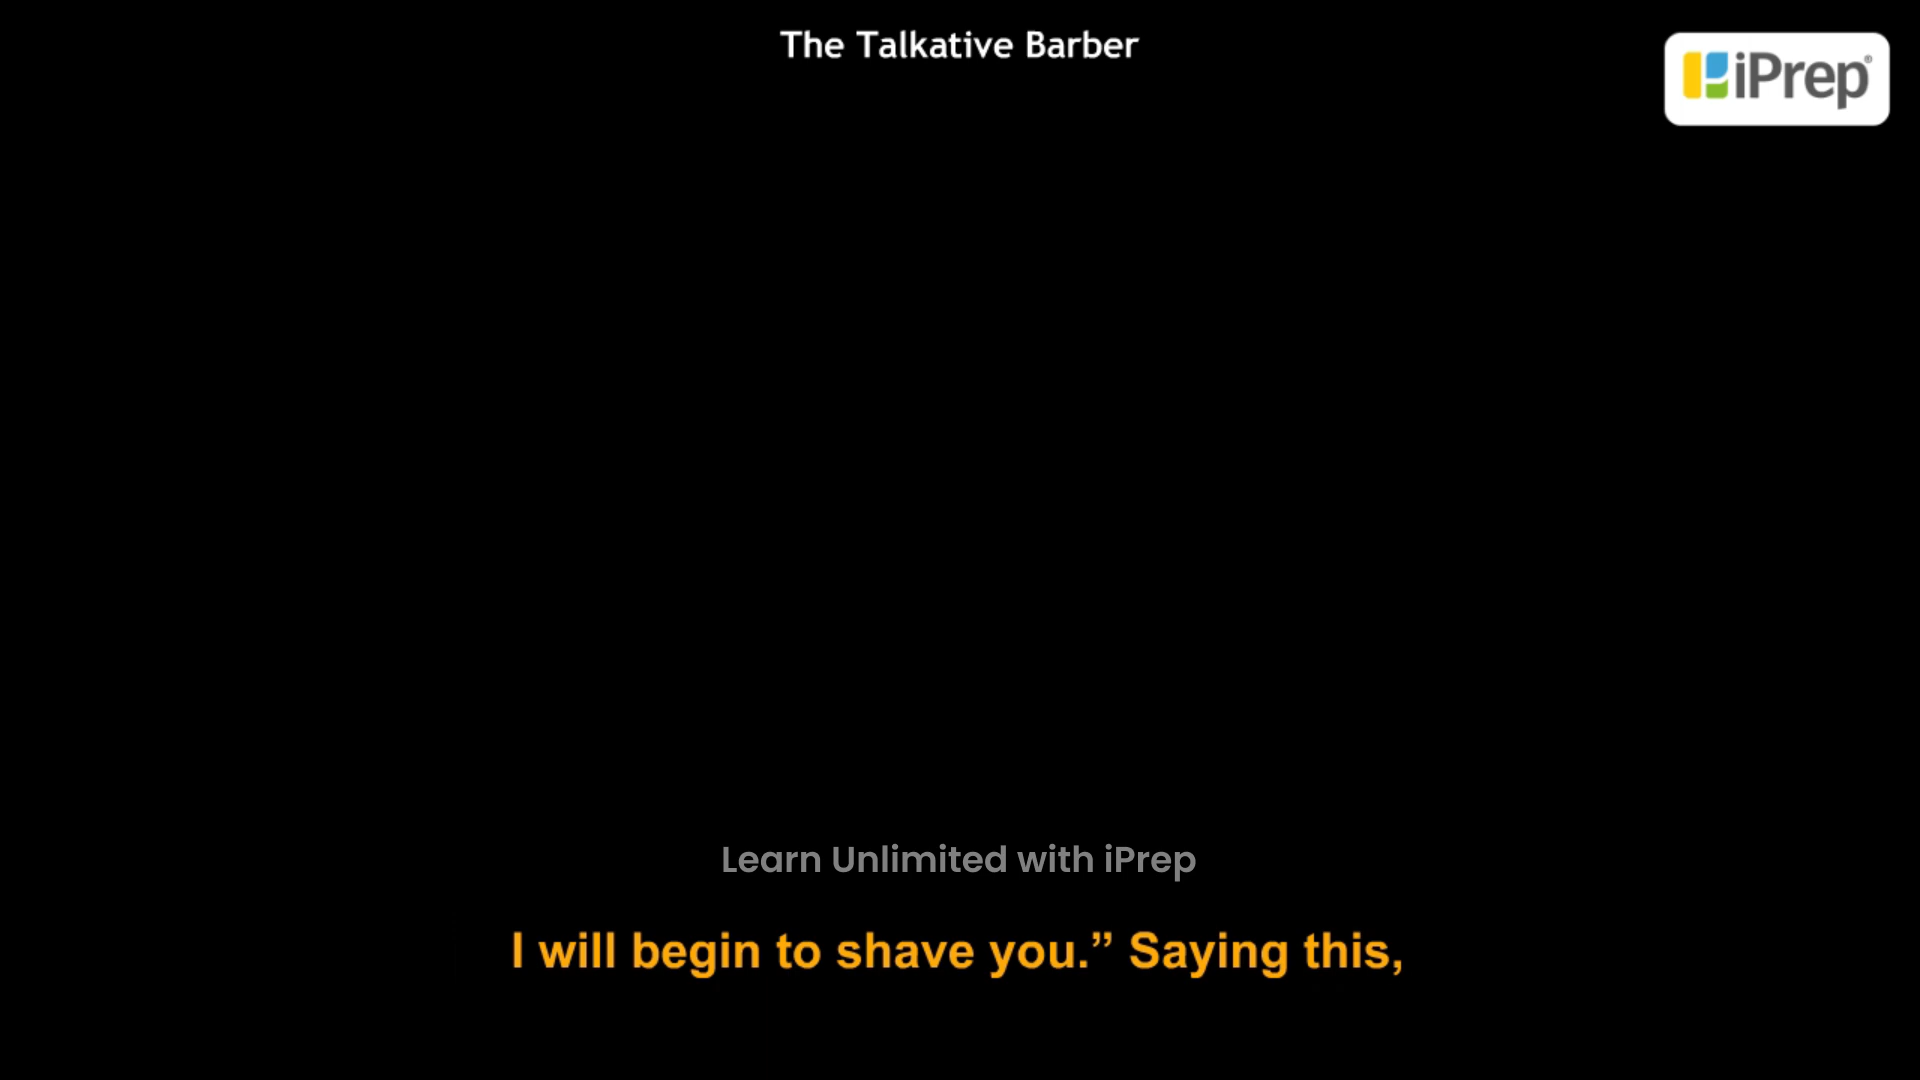 The Talkative Barber
iPrep®
Learn Unlimited with iPrep
I will begin to shave you.” Saying this,